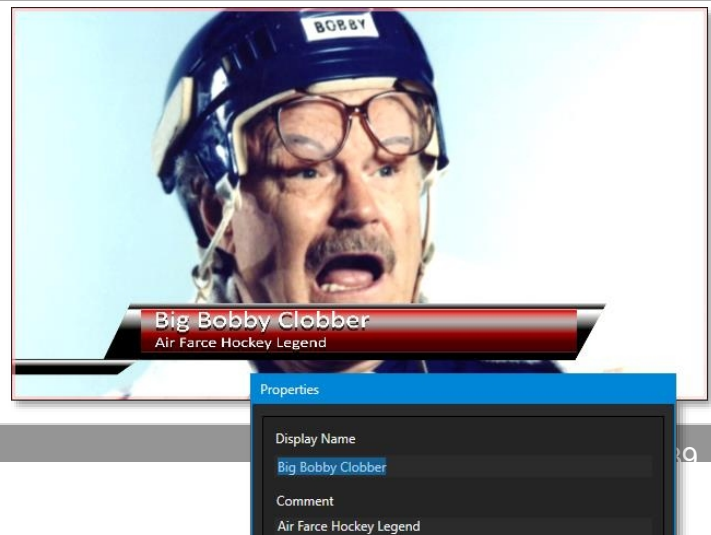 BOBBY
Big Bobby Clobber
Air Farce Hockey Legend
Properties
Display Name
Big Bobby Clobber
Comment
Air Farce Hockey Legend